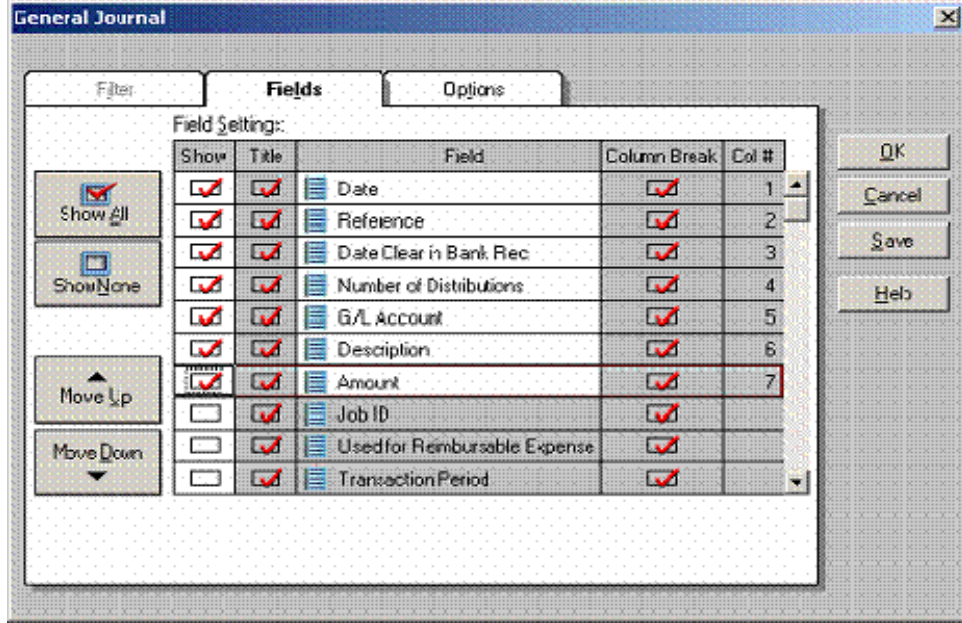 General Journal
Filter Fields Options
Field Settings:
Show Title Field Column Break Col #
Date 1
Reference 2
Date Clear in Bank Rec 3
Number of Distributions 4
G/L Account 5
Description 6
Amount 7
Job ID
Used for Reimbursable Expense
Transaction Period
Show All
Show None
Move Up
Move Down
OK
Cancel
Save
Help